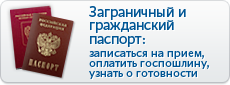 Заграничный и
гражданский
паспорт:
записаться на прием,
оплатить госпошлину,
узнать о готовности
ПАСПОРТ